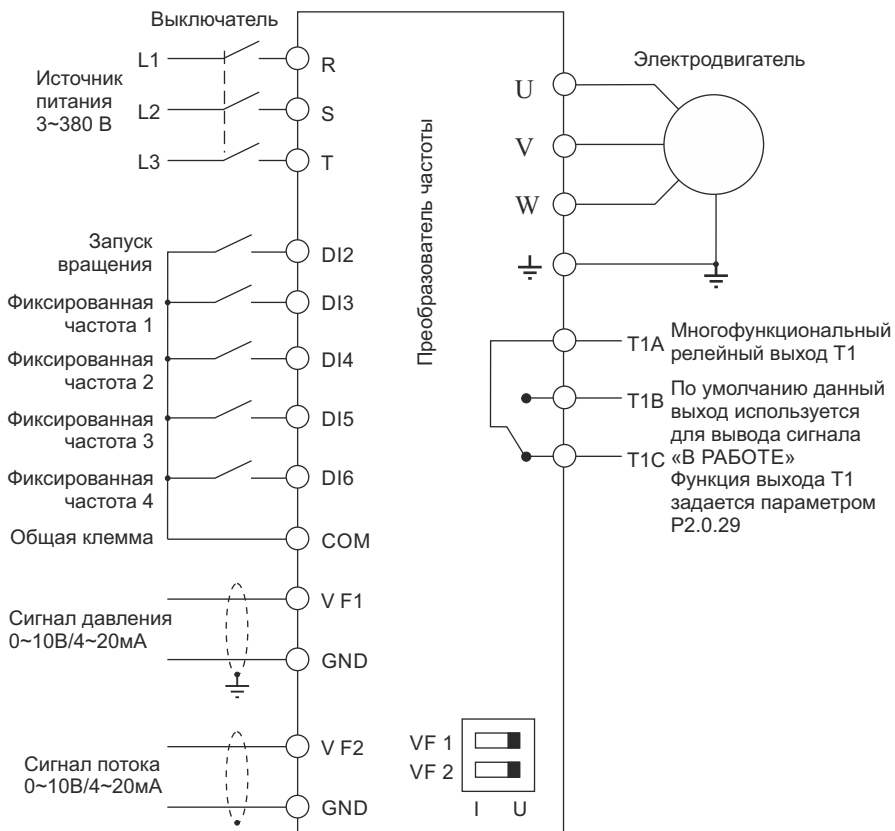 Выключатель
L1
R
Источник
питания
3~380 В
L2
S
L3
T
Преобразователь частоты
Электродвигатель
U
V
W
Запуск
вращения
DI2
Фиксированная
частота 1
DI3
Фиксированная
частота 2
DI4
Фиксированная
частота 3
DI5
Фиксированная
частота 4
DI6
Общая клемма
COM
T1A
Многофункциональный
релейный выход T1
T1B
По умолчанию данный
выход используется
для вывода сигнала
T1C
«В РАБОТЕ»
Функция выхода T1
задается параметром
P2.0.29
Сигнал давления
0~10В/4~20мА
V F1
GND
Сигнал потока
0~10В/4~20мА
V F2
GND
VF 1
VF 2
I U